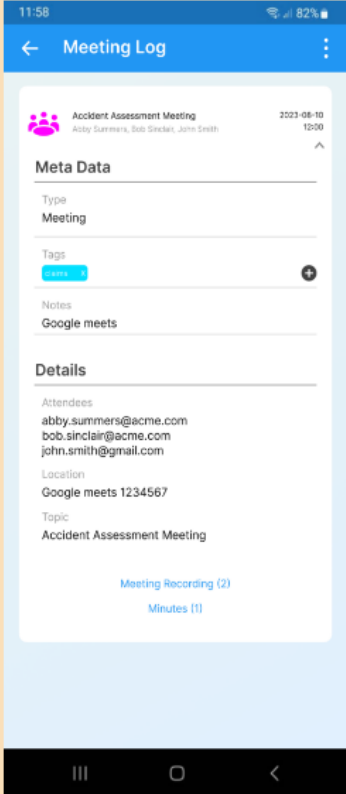 11:58
82%
Meeting Log
Accident Assessment Meeting
2023-08-10
Abby Summers, Bob Sinclair, John Smith
12:00
Meta Data
Type
Meeting
Tags
claims x
Notes
Google meets
Details
Attendees
abby.summers@acme.com
bob.sinclair@acme.com
john.smith@gmail.com
Location
Google meets 1234567
Topic
Accident Assessment Meeting
Meeting Recording (2)
Minutes (1)